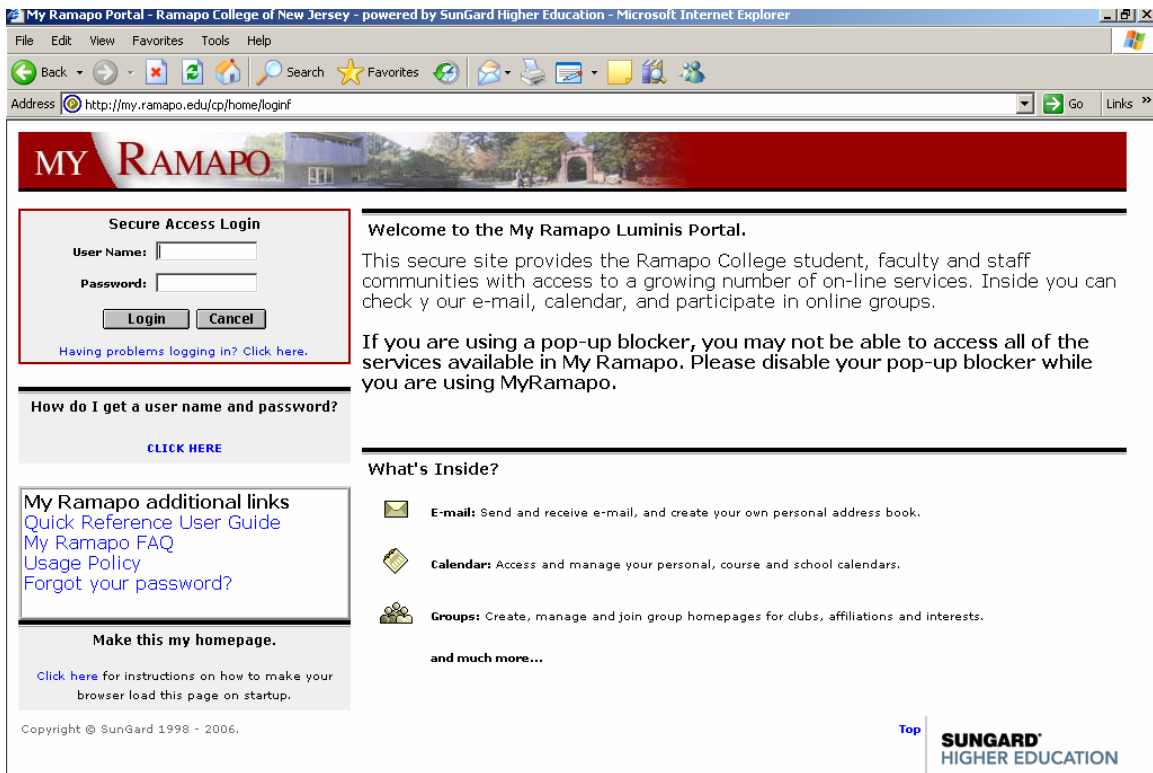 My Ramapo Portal - Ramapo College of New Jersey - powered by SunGard Higher Education - Microsoft Internet Explorer
File Edit View Favorites Tools Help
Back Search Favorites
Address http://my.ramapo.edu/cp/home/loginf Go Links »
MY RAMAPO
Secure Access Login
User Name:
Password:
Login Cancel
Having problems logging in? Click here.
How do I get a user name and password?
CLICK HERE
My Ramapo additional links
Quick Reference User Guide
My Ramapo FAQ
Usage Policy
Forgot your password?
Make this my homepage.
Click here for instructions on how to make your
browser load this page on startup.
Welcome to the My Ramapo Luminis Portal.
This secure site provides the Ramapo College student, faculty and staff
communities with access to a growing number of on-line services. Inside you can
check y our e-mail, calendar, and participate in online groups.
If you are using a pop-up blocker, you may not be able to access all of the
services available in My Ramapo. Please disable your pop-up blocker while
you are using MyRamapo.
What's Inside?
E-mail: Send and receive e-mail, and create your own personal address book.
Calendar: Access and manage your personal, course and school calendars.
Groups: Create, manage and join group homepages for clubs, affiliations and interests.
and much more...
Copyright © SunGard 1998 - 2006.
Top
SUNGARD'
HIGHER EDUCATION